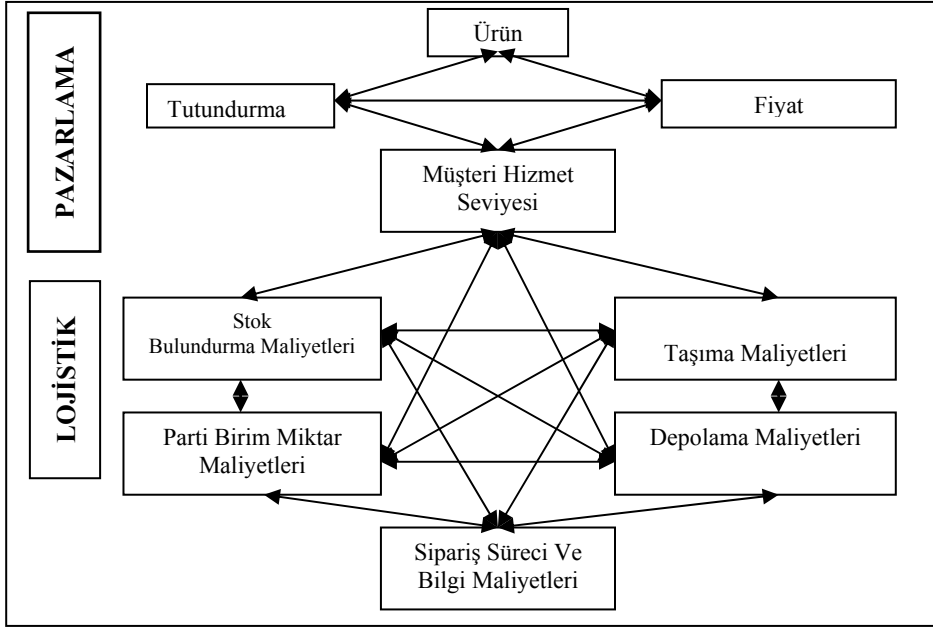 PAZARLAMA
Ürün
Tutundurma
Fiyat
Müşteri Hizmet
Seviyesi
LOJİSTİK
Stok
Bulundurma Maliyetleri
Taşıma Maliyetleri
Parti Birim Miktar
Maliyetleri
Depolama Maliyetleri
Sipariş Süreci Ve
Bilgi Maliyetleri